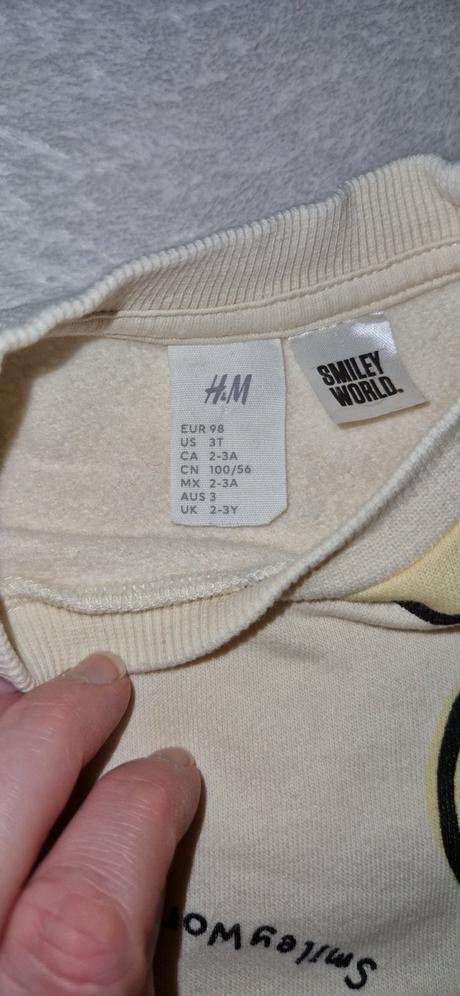 H&M
SMILEY
WORLD.
EUR 98
US 3T
CA 2-3A
CN 100/56
MX 2-3A
AUS 3
UK 2-3Y
SmileyWor